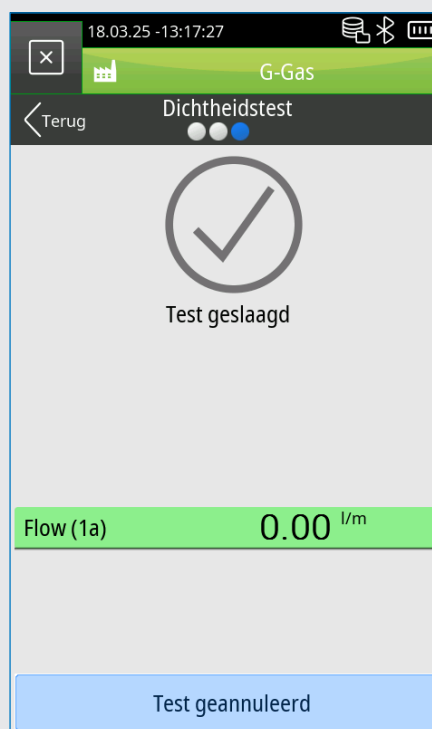 18.03.25 -13:17:27
G-Gas
Terug
Dichtheidstest
Test geslaagd
Flow (1a) 0.00 l/m
Test geannuleerd